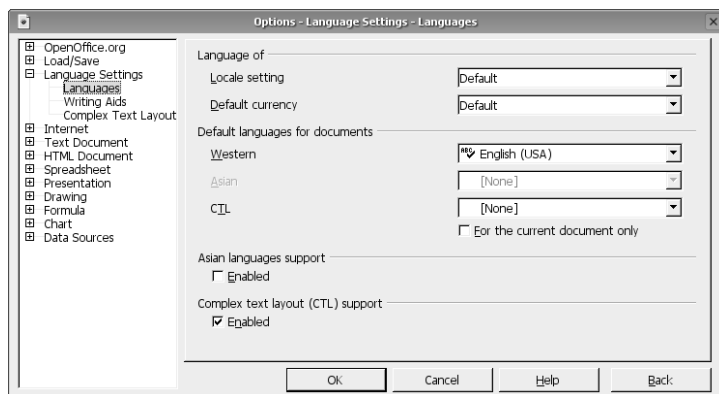 Options - Language Settings - Languages
OpenOffice.org
Load/Save
Language Settings
Languages
Writing Aids
Complex Text Layout
Internet
Text Document
HTML Document
Spreadsheet
Presentation
Drawing
Formula
Chart
Data Sources
Language of
Locale setting
Default
Default currency
Default
Default languages for documents
Western
ABC English (USA)
Asian
[None]
CTL
[None]
For the current document only
Asian languages support
Enabled
Complex text layout (CTL) support
Enabled
OK
Cancel
Help
Back